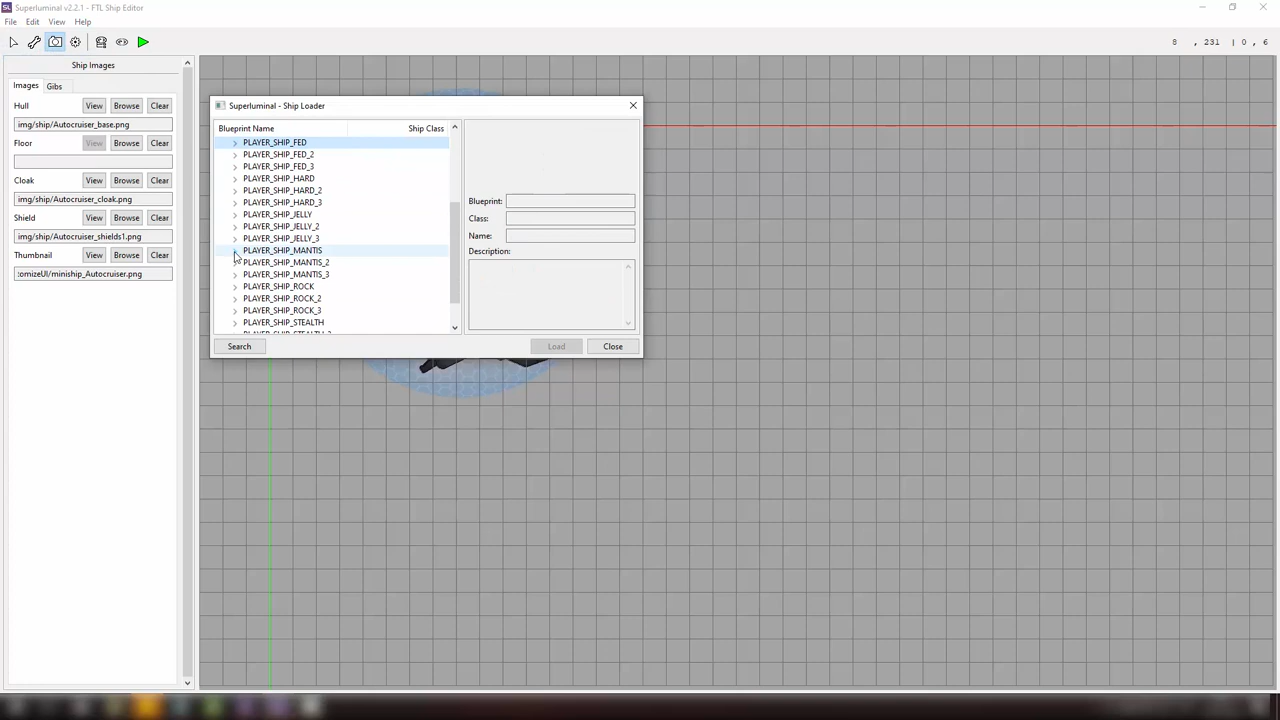 Superluminal v2.2.1 - FTL Ship Editor
File Edit View Help
8 , 231 | 0 , 6
Ship Images
Images Gibs
Hull View Browse Clear
img/ship/Autocruiser_base.png
Floor View Browse Clear
Cloak View Browse Clear
img/ship/Autocruiser_cloak.png
Shield View Browse Clear
img/ship/Autocruiser_shields1.png
Thumbnail View Browse Clear
:omizeUI/miniship_Autocruiser.png
Superluminal - Ship Loader
Blueprint Name Ship Class
PLAYER_SHIP_FED
PLAYER_SHIP_FED_2
PLAYER_SHIP_FED_3
PLAYER_SHIP_HARD
PLAYER_SHIP_HARD_2
PLAYER_SHIP_HARD_3
PLAYER_SHIP_JELLY
PLAYER_SHIP_JELLY_2
PLAYER_SHIP_JELLY_3
PLAYER_SHIP_MANTIS
PLAYER_SHIP_MANTIS_2
PLAYER_SHIP_MANTIS_3
PLAYER_SHIP_ROCK
PLAYER_SHIP_ROCK_2
PLAYER_SHIP_ROCK_3
PLAYER_SHIP_STEALTH
Blueprint:
Class:
Name:
Description:
Search Load Close